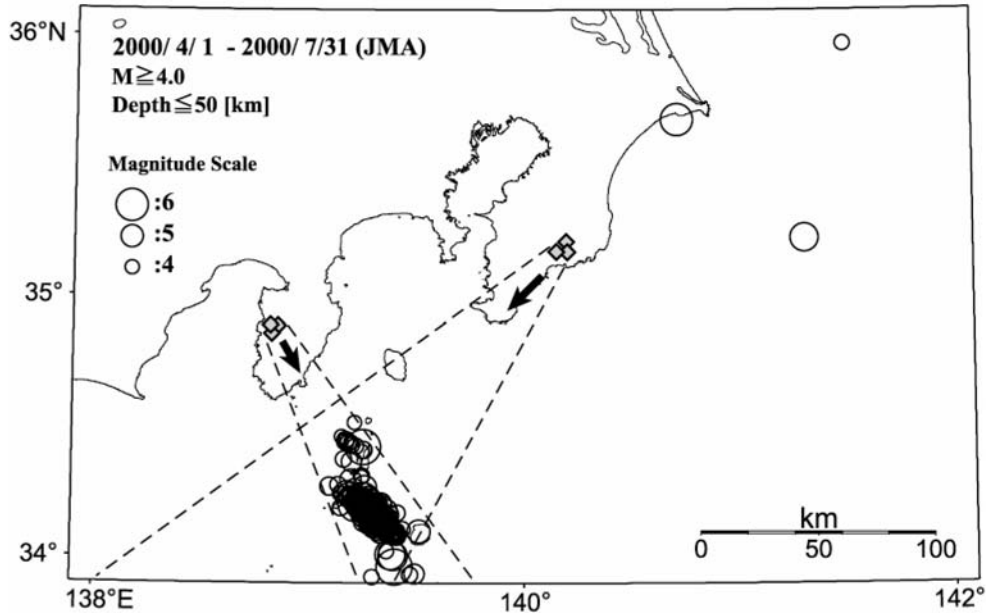 36°N
2000/ 4/ 1 - 2000/ 7/31 (JMA)
M≧4.0
Depth≦50 [km]
Magnitude Scale
:6
:5
:4
35°
34°
km
0 50 100
138°E 140° 142°